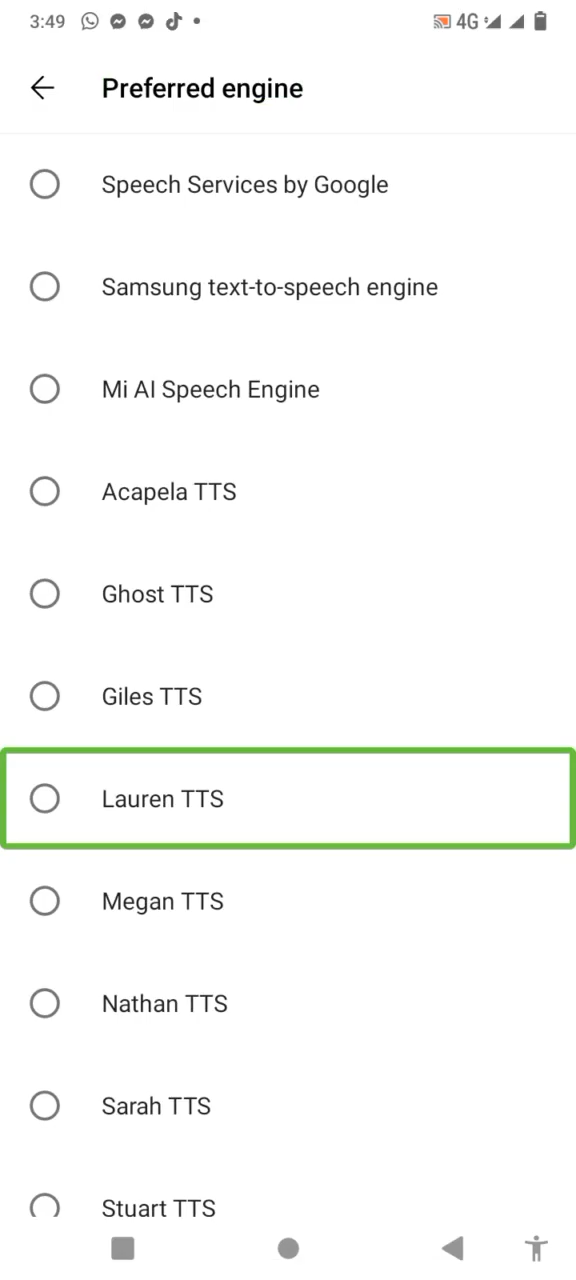 3:49
4G
Preferred engine
Speech Services by Google
Samsung text-to-speech engine
Mi AI Speech Engine
Acapela TTS
Ghost TTS
Giles TTS
Lauren TTS
Megan TTS
Nathan TTS
Sarah TTS
Stuart TTS